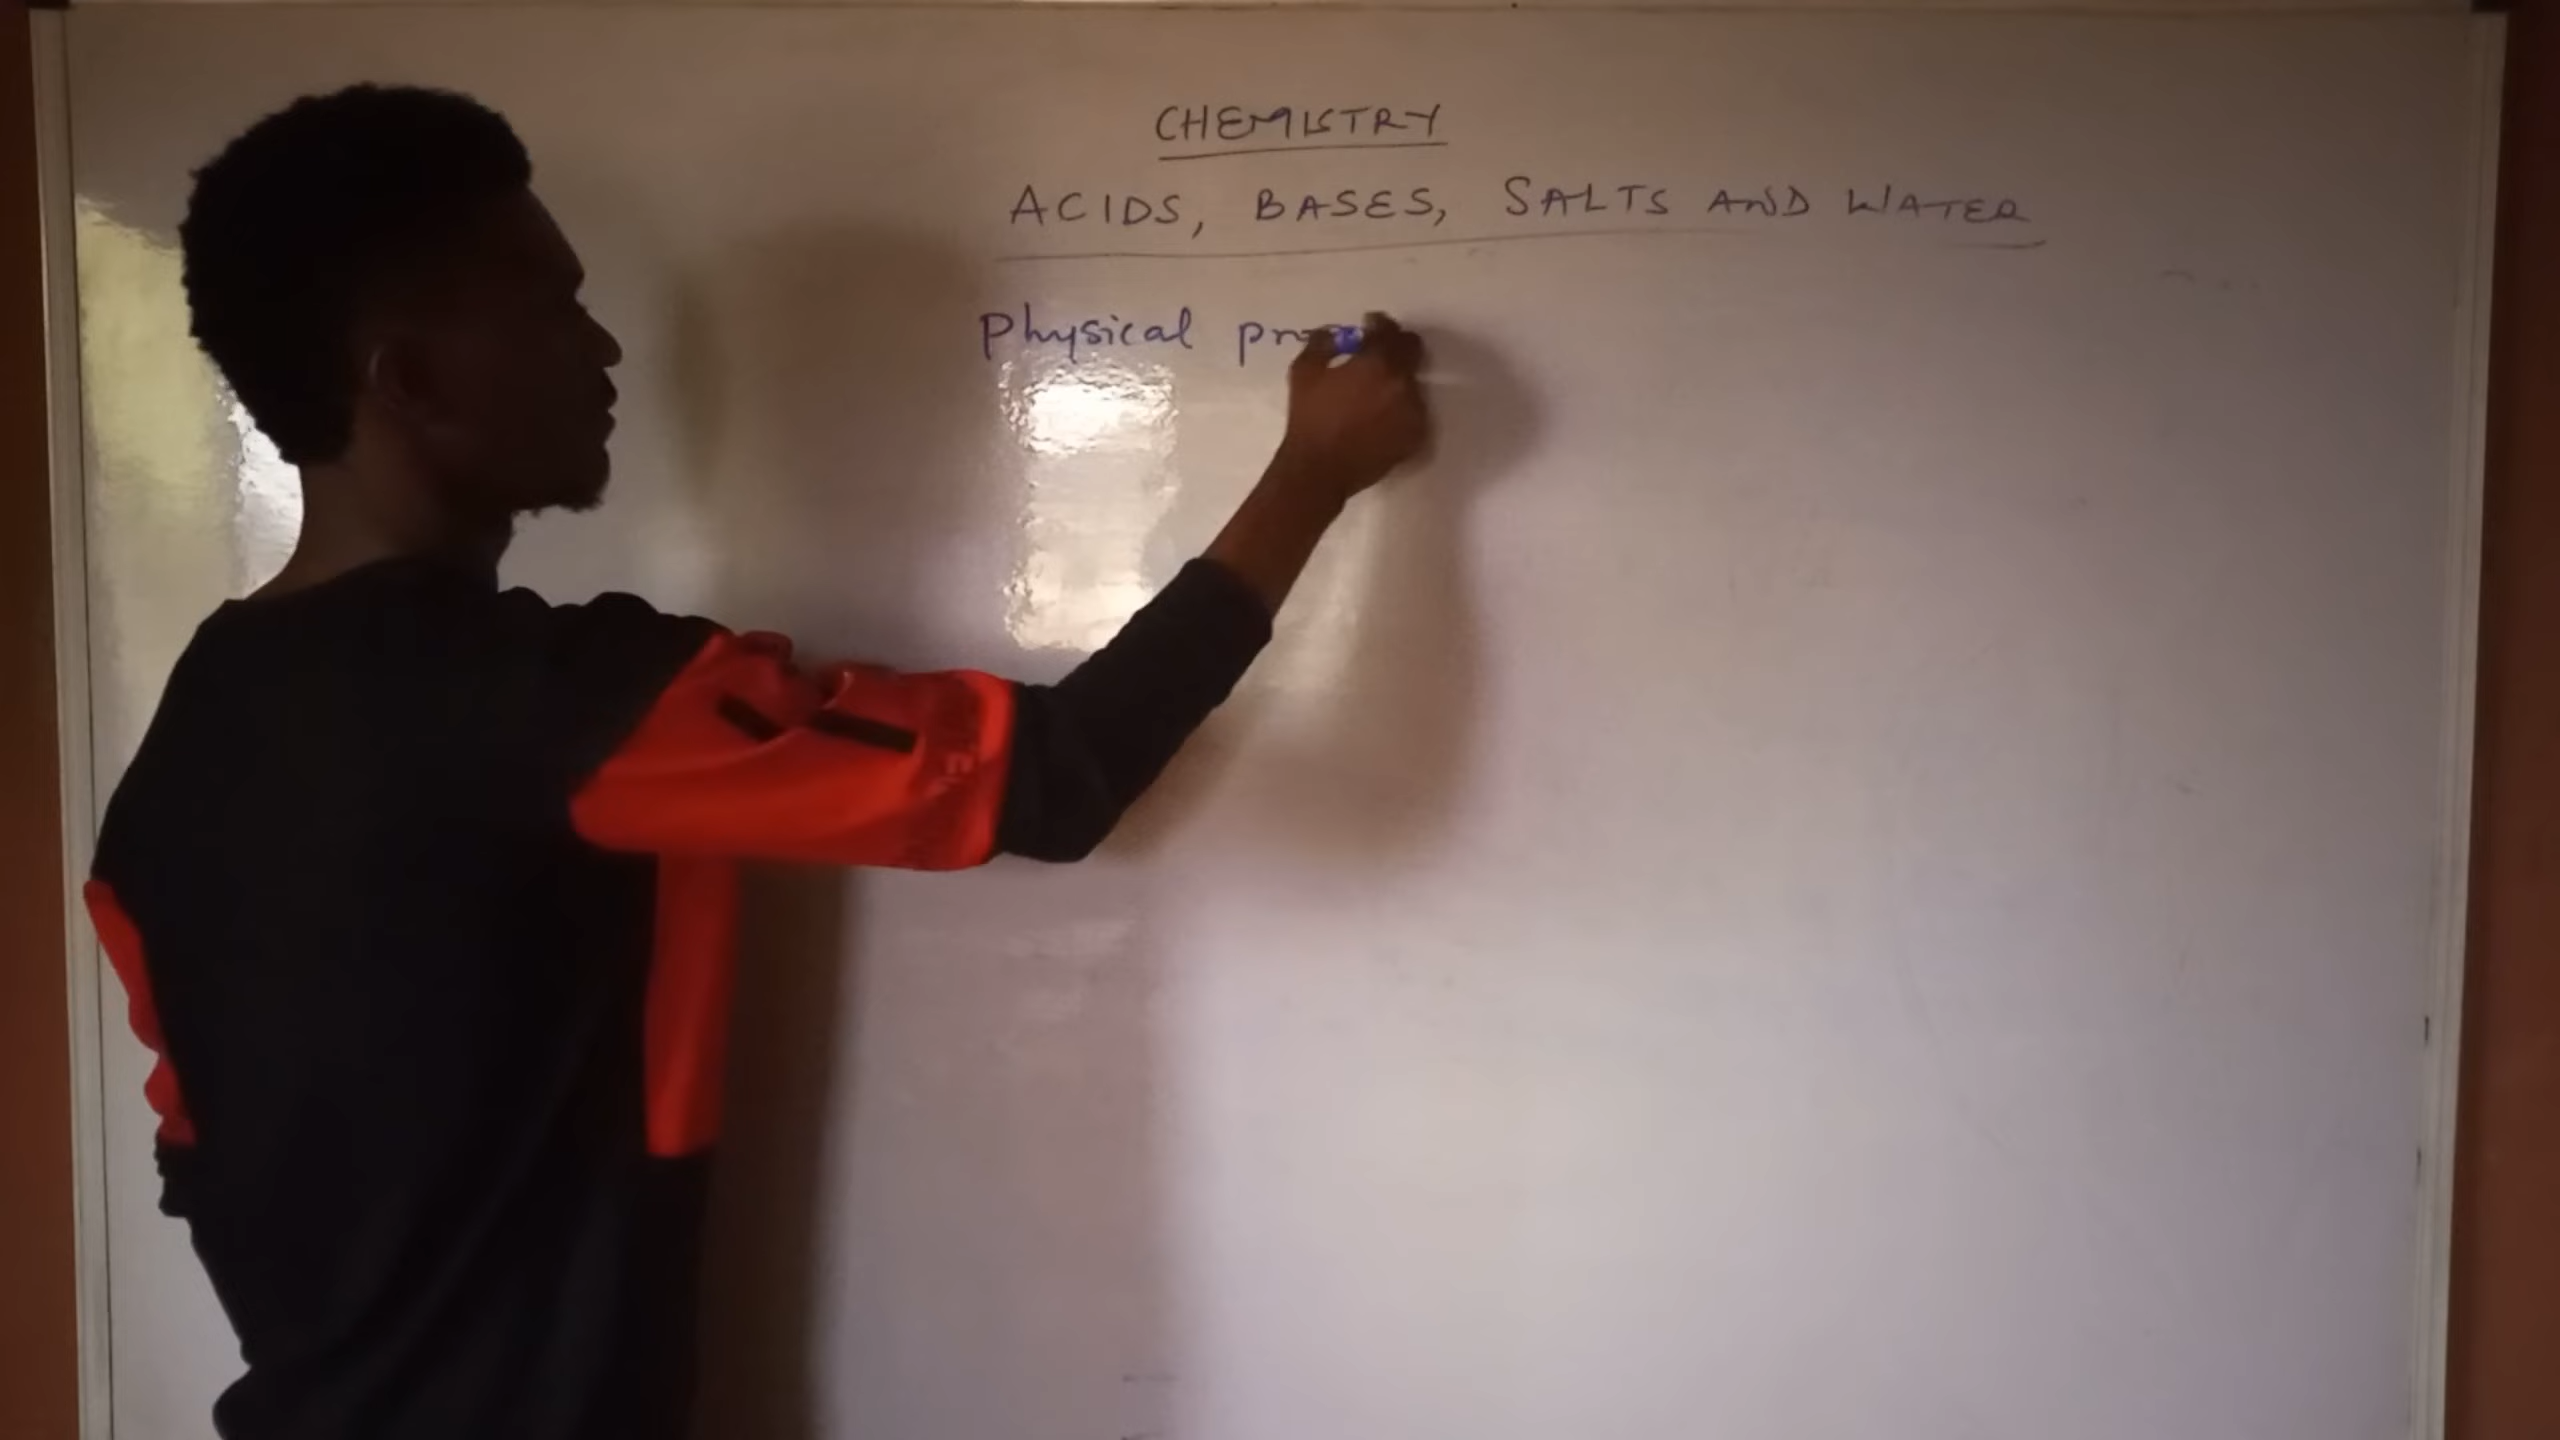 CHEMISTRY
ACIDS, BASES, SALTS AND WATER
Physical